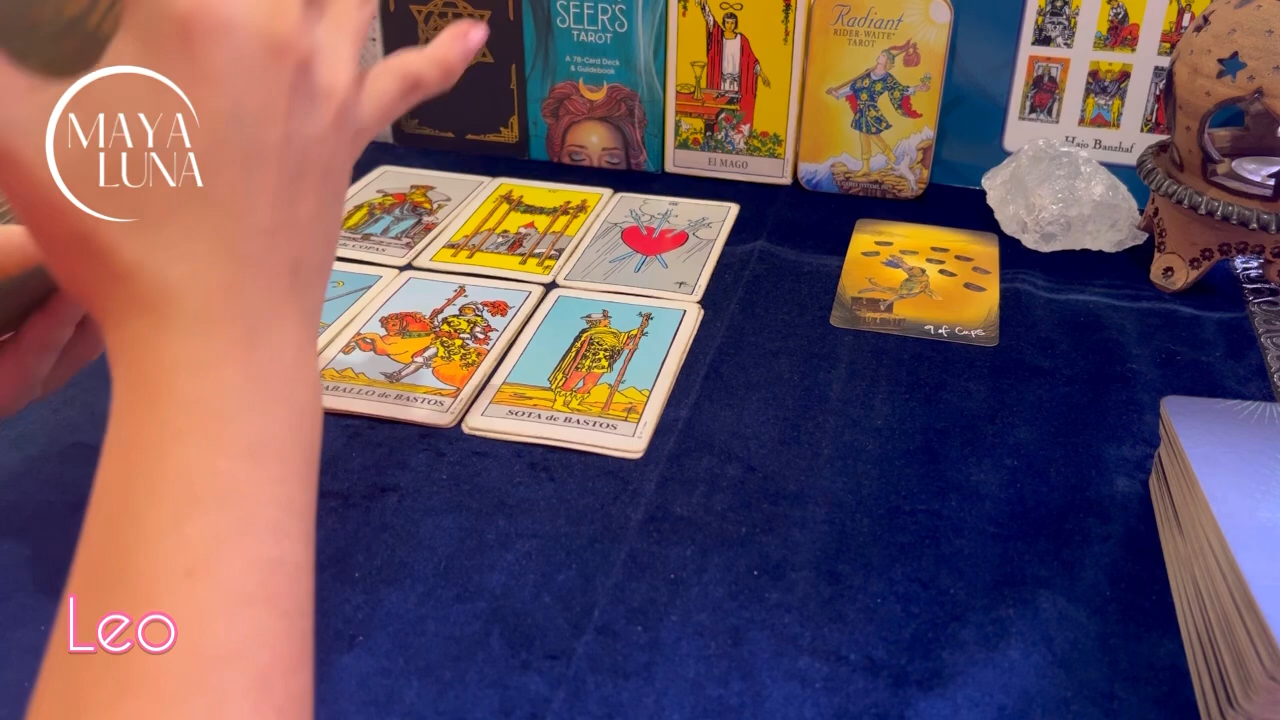 MAYA
LUNA
SEER'S
TAROT
A 78-Card Deck
& Guidebook
EL MAGO
Radiant
RIDER-WAITE
TAROT
Hajo Banzhaf
de COPAS
9 of Cups
CABALLO de BASTOS
SOTA de BASTOS
Leo